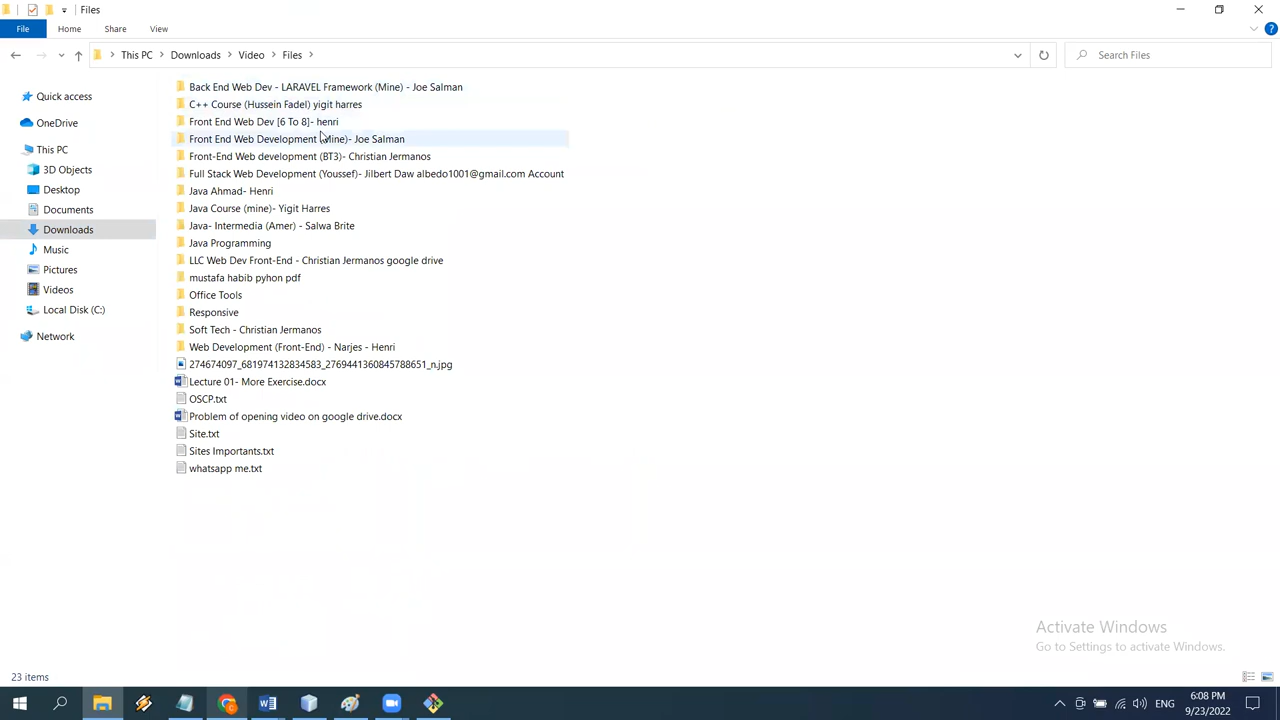 Files
File Home Share View
This PC Downloads Video Files Search Files
Quick access
OneDrive
This PC
3D Objects
Desktop
Documents
Downloads
Music
Pictures
Videos
Local Disk (C:)
Network
Back End Web Dev - LARAVEL Framework (Mine) - Joe Salman
C++ Course (Hussein Fadel) yigit harres
Front End Web Dev [6 To 8]- henri
Front End Web Development (Mine)- Joe Salman
Front-End Web development (BT3)- Christian Jermanos
Full Stack Web Development (Youssef)- Jilbert Daw albedo1001@gmail.com Account
Java Ahmad- Henri
Java Course (mine)- Yigit Harres
Java- Intermedia (Amer) - Salwa Brite
Java Programming
LLC Web Dev Front-End - Christian Jermanos google drive
mustafa habib pyhon pdf
Office Tools
Responsive
Soft Tech - Christian Jermanos
Web Development (Front-End) - Narjes - Henri
274674097_681974132834583_2769441360845788651_n.jpg
Lecture 01- More Exercise.docx
OSCP.txt
Problem of opening video on google drive.docx
Site.txt
Sites Importants.txt
whatsapp me.txt
Activate Windows
Go to Settings to activate Windows.
23 items
ENG
6:08 PM
9/23/2022